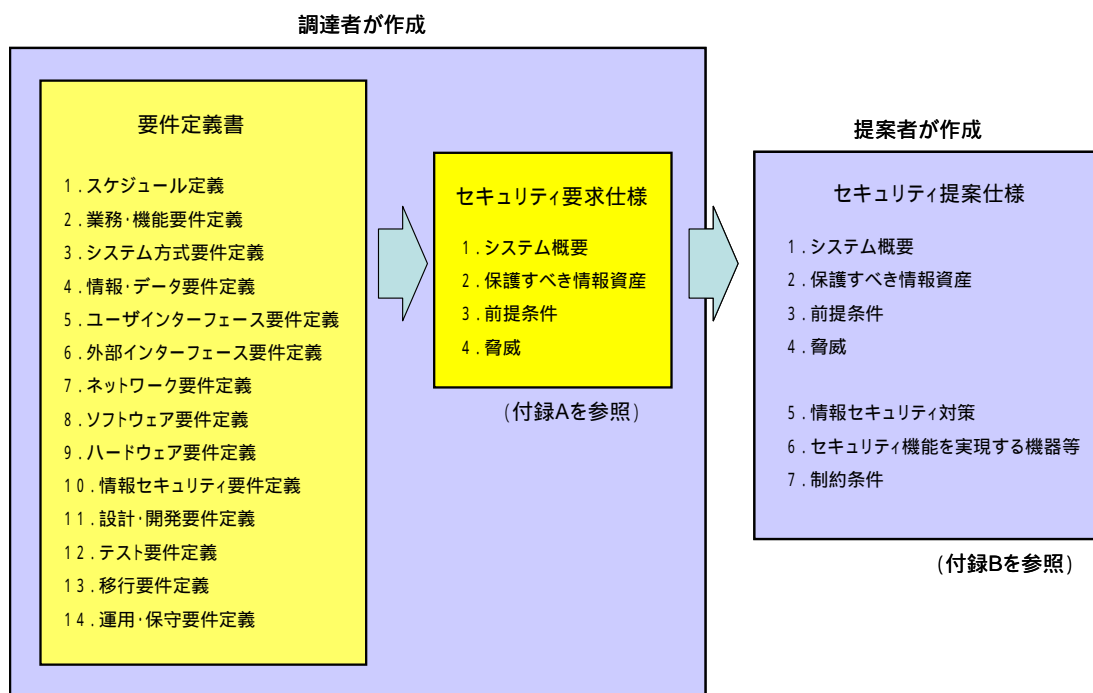 調達者が作成
要件定義書
1.スケジュール定義
2.業務・機能要件定義
3.システム方式要件定義
4.情報・データ要件定義
5.ユーザインターフェース要件定義
6.外部インターフェース要件定義
7.ネットワーク要件定義
8.ソフトウェア要件定義
9.ハードウェア要件定義
10.情報セキュリティ要件定義
11.設計・開発要件定義
12.テスト要件定義
13.移行要件定義
14.運用・保守要件定義
セキュリティ要求仕様
1.システム概要
2.保護すべき情報資産
3.前提条件
4.脅威
(付録Aを参照)
提案者が作成
セキュリティ提案仕様
1.システム概要
2.保護すべき情報資産
3.前提条件
4.脅威
5.情報セキュリティ対策
6.セキュリティ機能を実現する機器等
7.制約条件
(付録Bを参照)